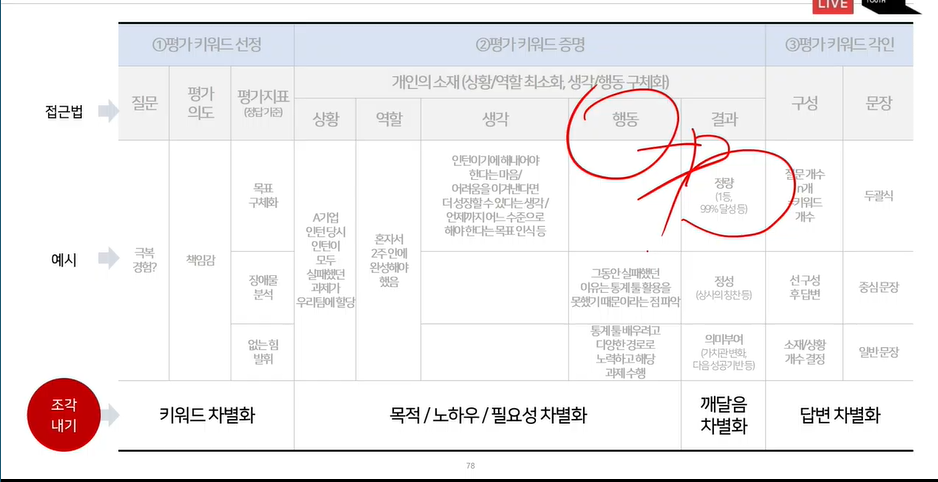 LIVE
YOUTH
①평가 키워드 선정
②평가 키워드 증명
③평가 키워드 각인
접근법
질문
평가
의도
평가지표
(정답 기준)
개인의 소재 (상황/역할 최소화, 생각/행동 구체화)
상황
역할
생각
행동
결과
구성
문장
예시
극복
경험?
책임감
목표
구체화
장애물
분석
없는 힘
발휘
A기업
인턴 당시
인턴이
모두
실패했던
과제가
우리팀에 할당
혼자서
2주 안에
완성해야
했음
인턴이기에 해내어야
한다는 마음/
어려움을 이겨낸다면
더 성장할 수 있다는 생각 /
언제까지 어느 수준으로
해야 한다는 목표 인식 등
그동안 실패했던
이유는 통계 툴 활용을
못했기 때문이라는 점 파악
통계 툴 배우려고
다양한 경로로
노력하고 해당
과제 수행
정량
(1등,
99% 달성 등)
정성
(상사의 칭찬 등)
의미부여
(가치관 변화,
다음 성공기반 등)
질문 개수
n개
=키워드
개수
선 구성
후 답변
소재/상황
개수 결정
두괄식
중심 문장
일반 문장
조각
내기
키워드 차별화
목적 / 노하우 / 필요성 차별화
깨달음
차별화
답변 차별화
78